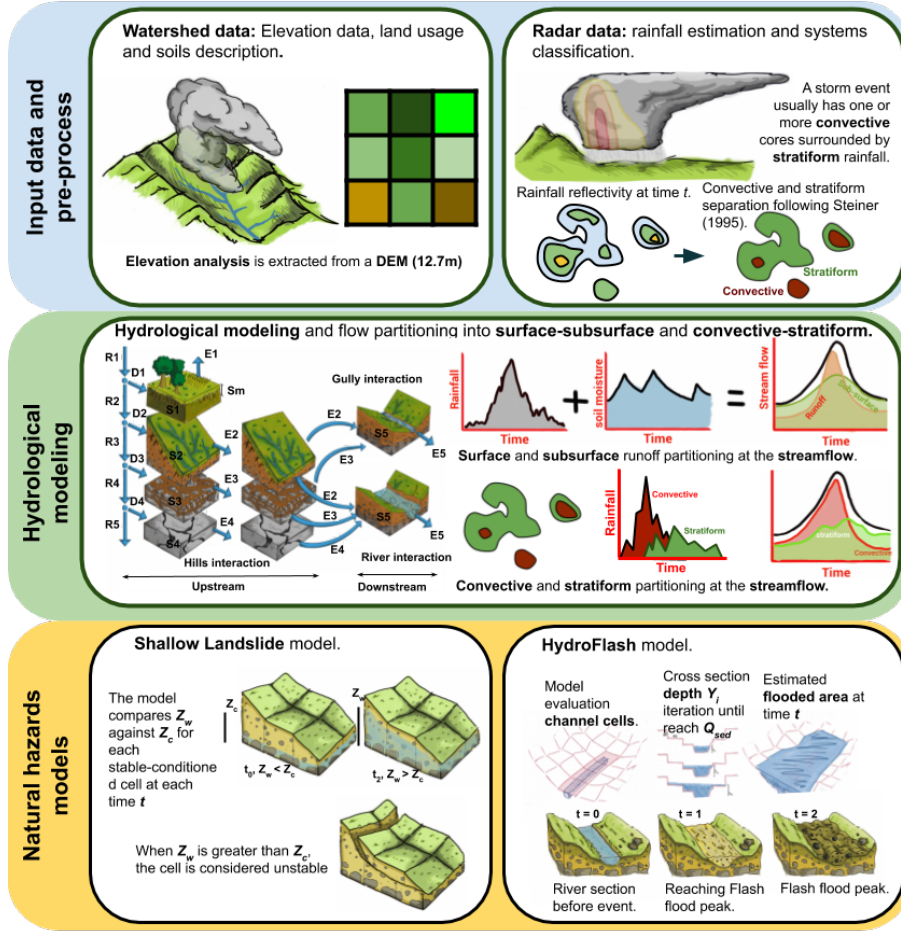 Input data and
pre-process
Watershed data: Elevation data, land usage
and soils description.
Elevation analysis is extracted from a DEM (12.7m)
Radar data: rainfall estimation and systems
classification.
A storm event
usually has one or
more convective
cores surrounded by
stratiform rainfall.
Rainfall reflectivity at time t.
Convective and stratiform
separation following Steiner
(1995).
Stratiform
Convective
Hydrological
modeling
Hydrological modeling and flow partitioning into surface-subsurface and convective-stratiform.
R1
D1
E1
Sm
R2
S1
D2
E2
R3
S2
D3
E3
R4
S3
D4
E4
R5
S4
Hills interaction
Upstream
Gully interaction
E2
S5
E3
E5
E2
E3
S5
E4
E5
River interaction
Downstream
Rainfall
Time
+
soil moisture
Time
=
Stream flow
Sub-surface
Runoff
Time
Surface and subsurface runoff partitioning at the streamflow.
Rainfall
Convective
Stratiform
Time
stratiform
Convective
Time
Convective and stratiform partitioning at the streamflow.
Natural hazards
models
Shallow Landslide model.
The model
compares Zw
against Zc for
each
stable-conditione
d cell at each
time t
Zc
t0, Zw < Zc
Zw
t2, Zw > Zc
When Zw is greater than Zc,
the cell is considered unstable
HydroFlash model.
Model
evaluation
channel cells.
Cross section
depth Yi
iteration until
reach Qsed
Estimated
flooded area at
time t
t = 0
t = 1
t = 2
River section
before event.
Reaching Flash
flood peak.
Flash flood peak.